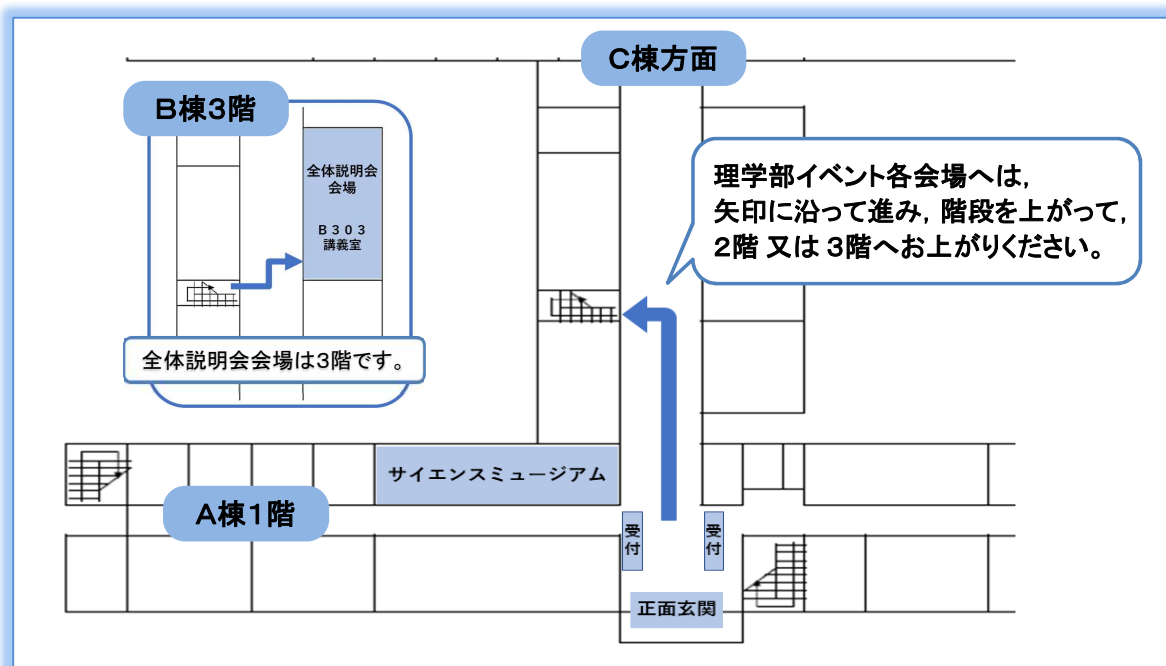 C棟方面
B棟3階
全体説明会
会場
B303
講義室
全体説明会会場は3階です。
理学部イベント各会場へは，
矢印に沿って進み，階段を上がって，
2階 又は 3階へお上がりください。
サイエンスミュージアム
A棟1階
受付
受付
正面玄関